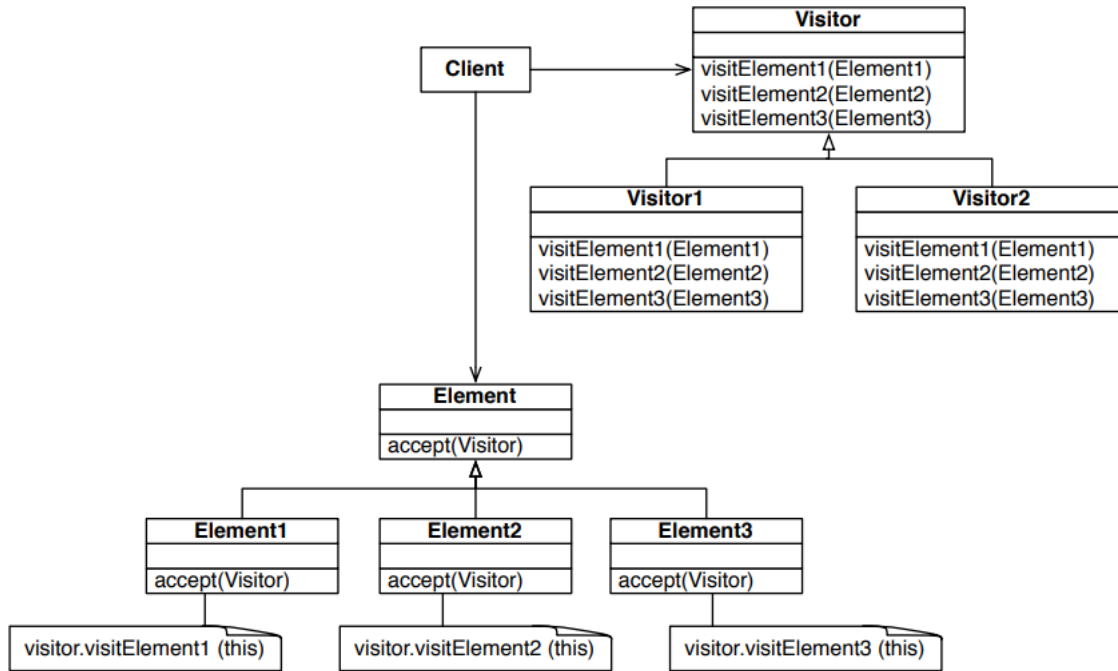 Visitor
visitElement1(Element1)
visitElement2(Element2)
visitElement3(Element3)
Client
Visitor1
visitElement1(Element1)
visitElement2(Element2)
visitElement3(Element3)
Visitor2
visitElement1(Element1)
visitElement2(Element2)
visitElement3(Element3)
Element
accept(Visitor)
Element1
accept(Visitor)
Element2
accept(Visitor)
Element3
accept(Visitor)
visitor.visitElement1 (this)
visitor.visitElement2 (this)
visitor.visitElement3 (this)